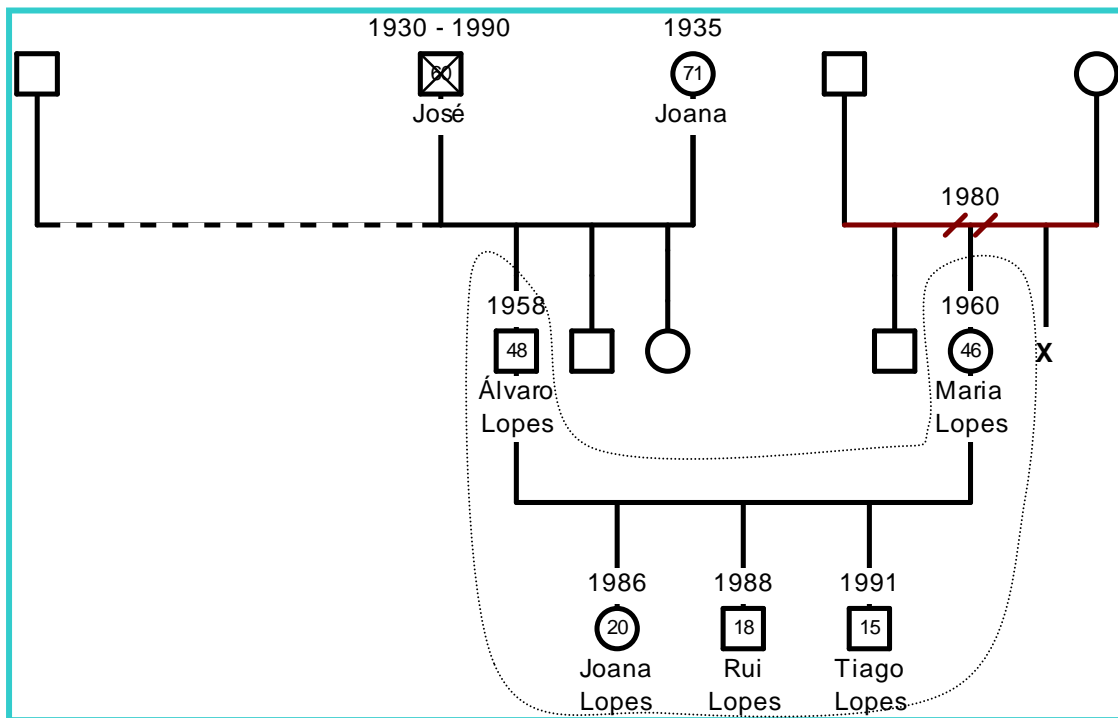 1930 - 1990
1935
60
71
José
Joana
1980
1958
1960
48
46
X
Álvaro
Lopes
Maria
Lopes
1986
1988
1991
20
18
15
Joana
Lopes
Rui
Lopes
Tiago
Lopes